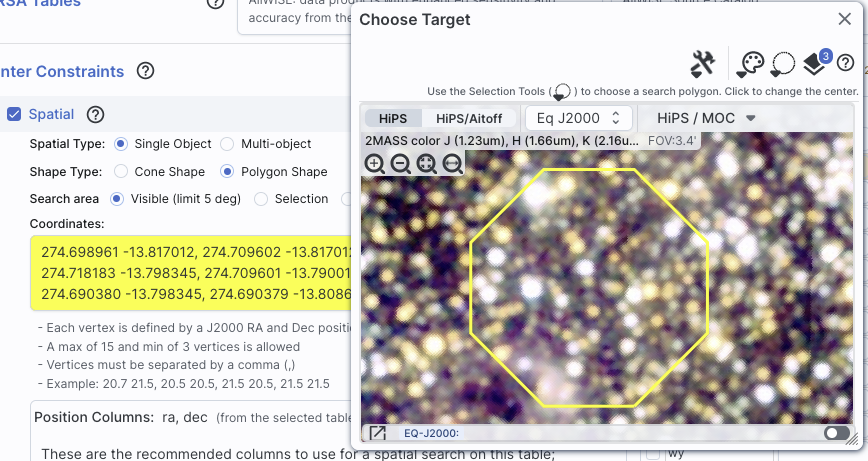 RSA Tables
AllWISE: data products with enhanced sensitivity and
accuracy from the
nter Constraints
Spatial
Spatial Type: Single Object Multi-object
Shape Type: Cone Shape Polygon Shape
Search area Visible (limit 5 deg) Selection
Coordinates:
274.698961 -13.817012, 274.709602 -13.817012
274.718183 -13.798345, 274.709601 -13.79001
274.690380 -13.798345, 274.690379 -13.8086
- Each vertex is defined by a J2000 RA and Dec positi
- A max of 15 and min of 3 vertices is allowed
- Vertices must be separated by a comma (,)
- Example: 20.7 21.5, 20.5 20.5, 21.5 20.5, 21.5 21.5
Position Columns: ra, dec (from the selected table
These are the recommended columns to use for a spatial search on this table;
Choose Target
3
Use the Selection Tools ( ) to choose a search polygon. Click to change the center.
HiPS HiPS/Aitoff Eq J2000 HiPS / MOC
2MASS color J (1.23um), H (1.66um), K (2.16u... FOV:3.4'
EQ-J2000:
wy